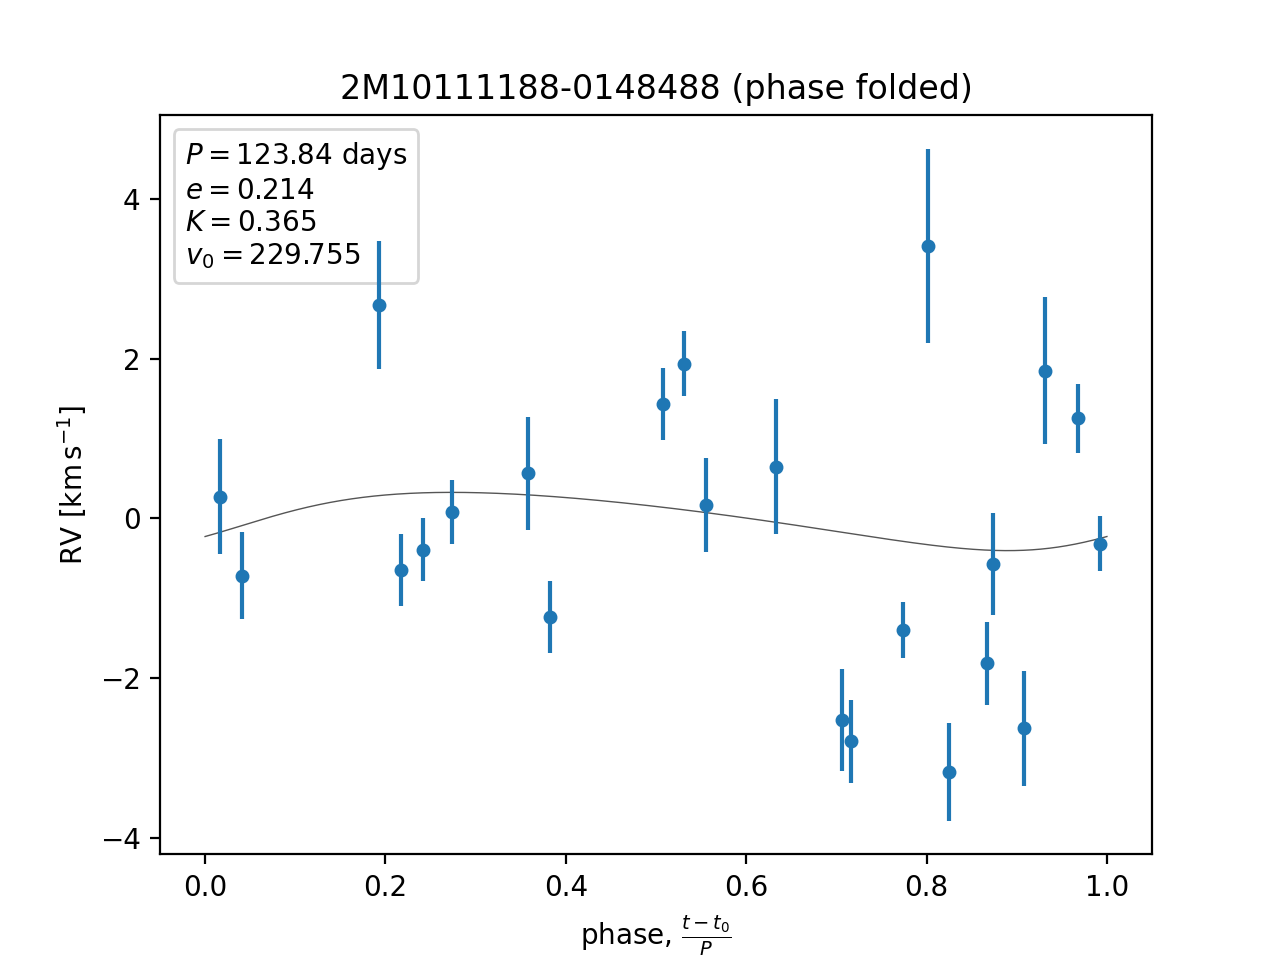 2M10111188-0148488 (phase folded)
P = 123.84 days
e = 0.214
K = 0.365
v₀ = 229.755
4
2
0
−2
−4
RV [km s⁻¹]
0.0 0.2 0.4 0.6 0.8 1.0
phase, (t − t₀)/P